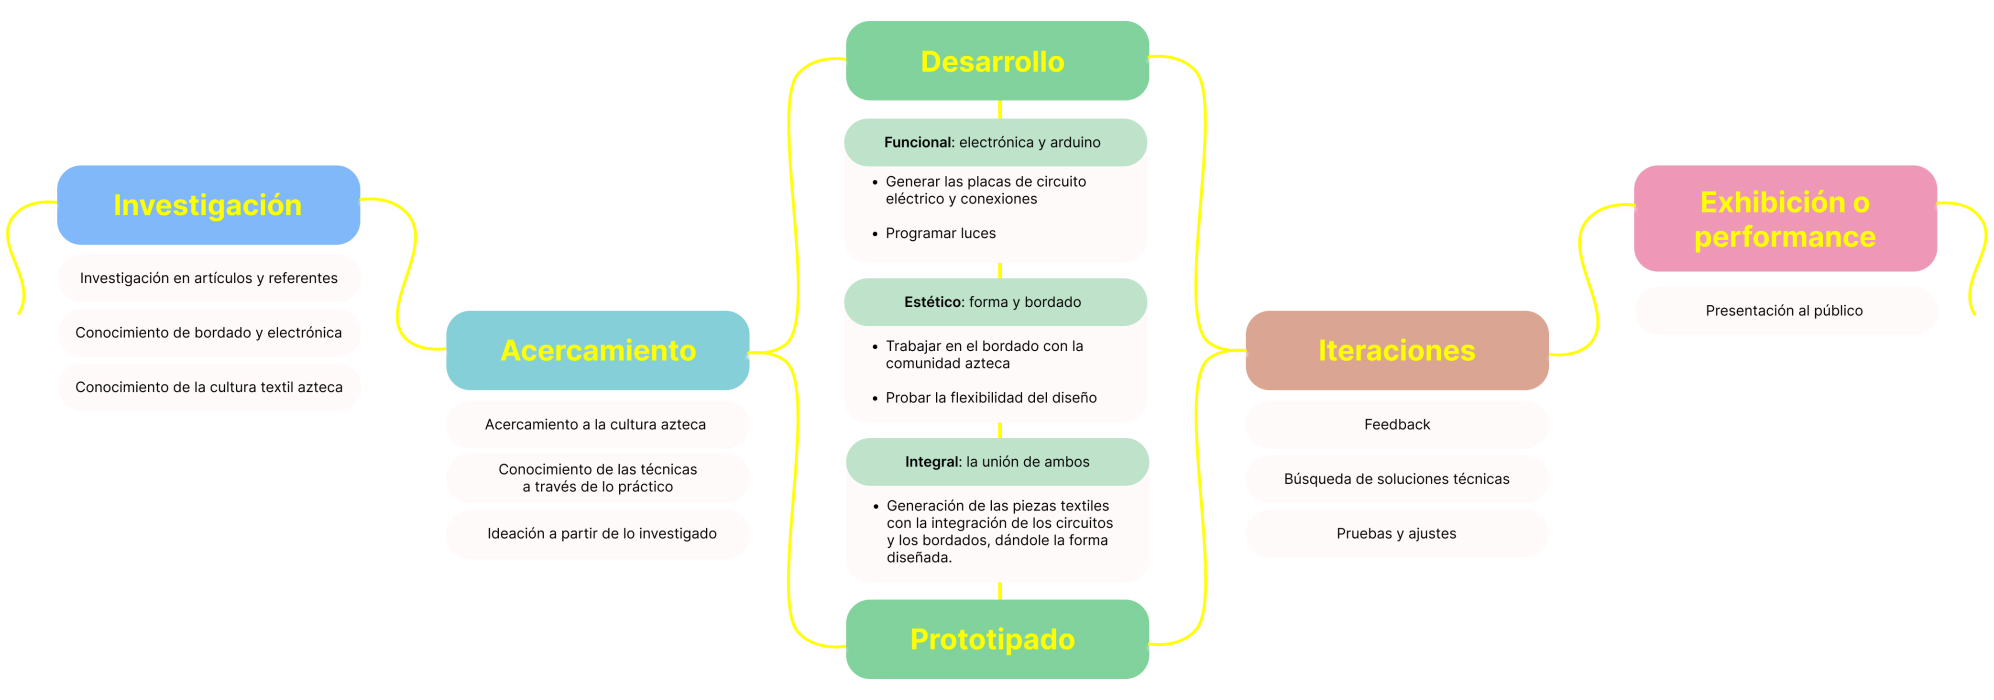 Investigación
Investigación en artículos y referentes
Conocimiento de bordado y electrónica
Conocimiento de la cultura textil azteca
Acercamiento
Acercamiento a la cultura azteca
Conocimiento de las técnicas
a través de lo práctico
Ideación a partir de lo investigado
Desarrollo
Funcional: electrónica y arduino
• Generar las placas de circuito
eléctrico y conexiones
• Programar luces
Estético: forma y bordado
• Trabajar en el bordado con la
comunidad azteca
• Probar la flexibilidad del diseño
Integral: la unión de ambos
• Generación de las piezas textiles
con la integración de los circuitos
y los bordados, dándole la forma
diseñada.
Prototipado
Iteraciones
Feedback
Búsqueda de soluciones técnicas
Pruebas y ajustes
Exhibición o
performance
Presentación al público